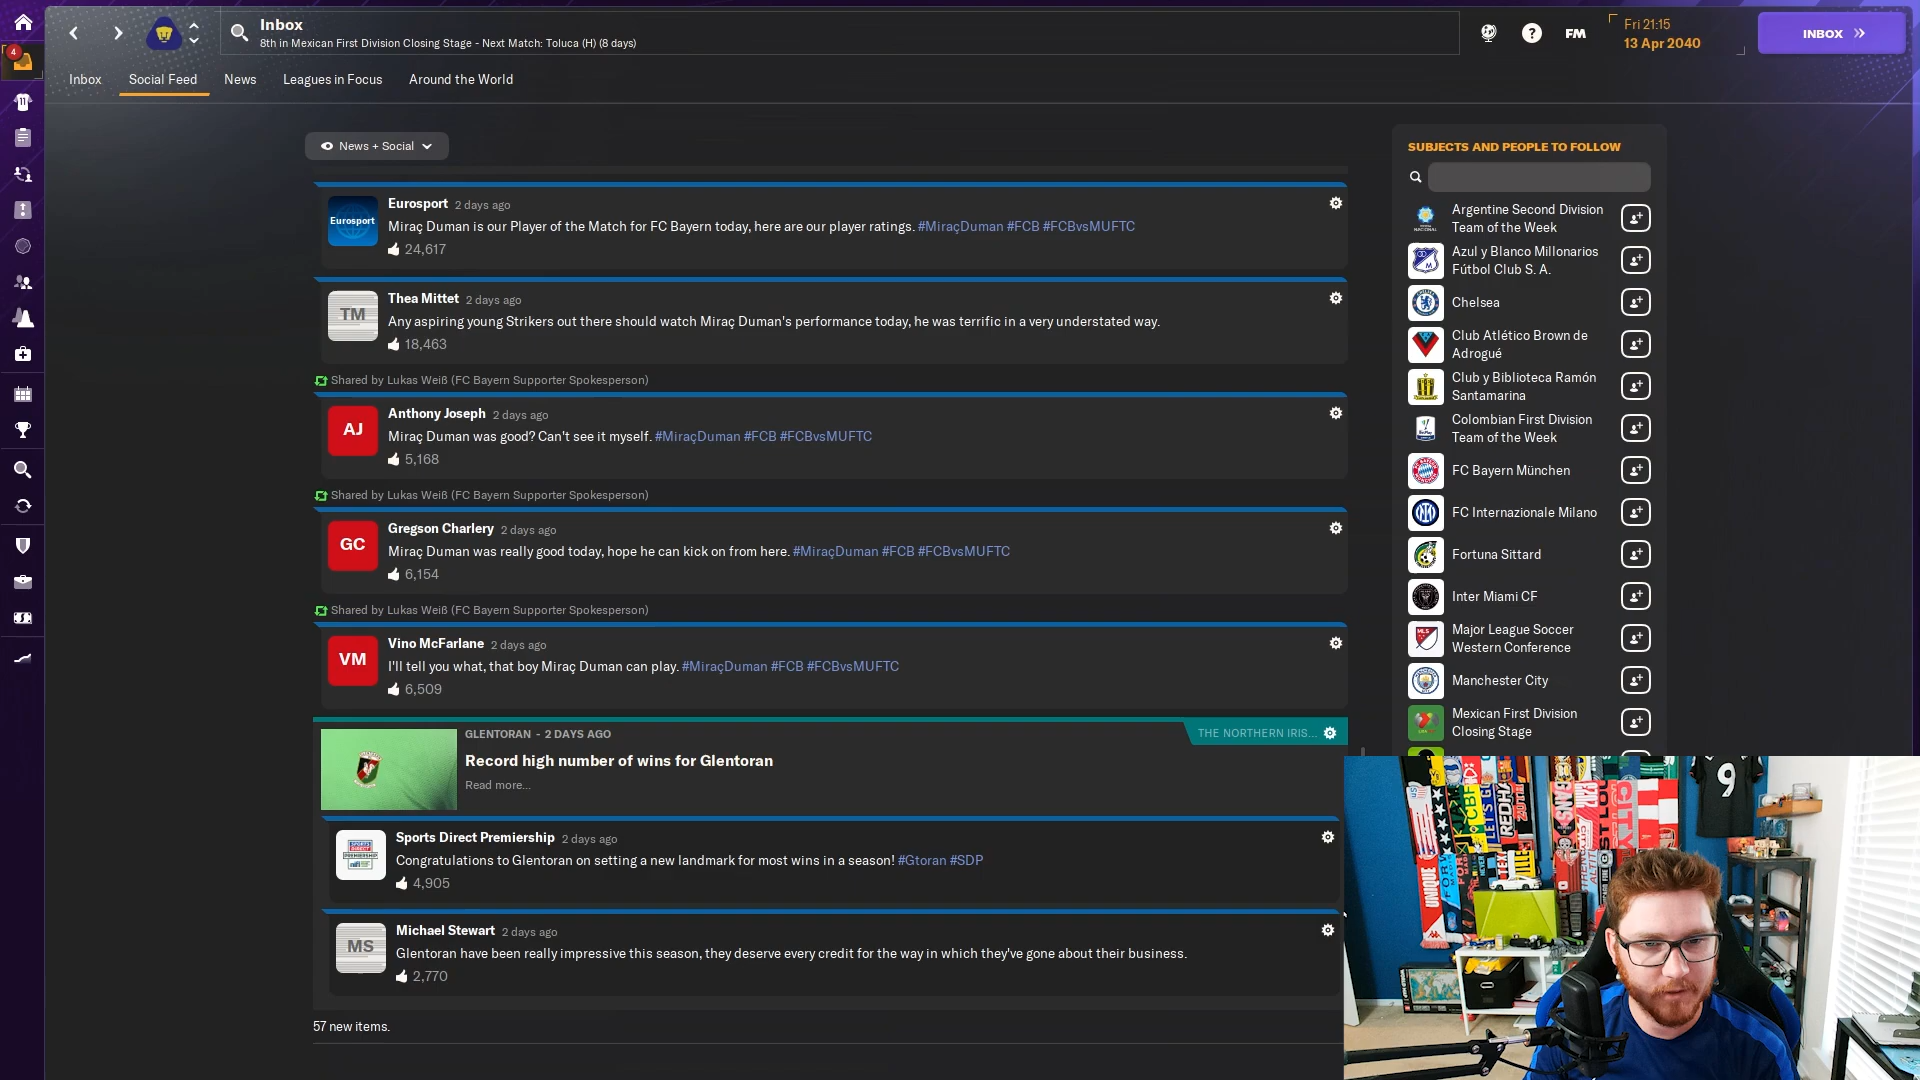 Inbox
8th in Mexican First Division Closing Stage - Next Match: Toluca (H) (8 days)
FM
Fri 21:15
13 Apr 2040
INBOX
4
Inbox
Social Feed
News
Leagues in Focus
Around the World
News + Social
Eurosport
Eurosport 2 days ago
Miraç Duman is our Player of the Match for FC Bayern today, here are our player ratings. #MiraçDuman #FCB #FCBvsMUFTC
24,617
TM
Thea Mittet 2 days ago
Any aspiring young Strikers out there should watch Miraç Duman's performance today, he was terrific in a very understated way.
18,463
Shared by Lukas Weiß (FC Bayern Supporter Spokesperson)
AJ
Anthony Joseph 2 days ago
Miraç Duman was good? Can't see it myself. #MiraçDuman #FCB #FCBvsMUFTC
5,168
Shared by Lukas Weiß (FC Bayern Supporter Spokesperson)
GC
Gregson Charlery 2 days ago
Miraç Duman was really good today, hope he can kick on from here. #MiraçDuman #FCB #FCBvsMUFTC
6,154
Shared by Lukas Weiß (FC Bayern Supporter Spokesperson)
VM
Vino McFarlane 2 days ago
I'll tell you what, that boy Miraç Duman can play. #MiraçDuman #FCB #FCBvsMUFTC
6,509
GLENTORAN - 2 DAYS AGO
THE NORTHERN IRIS...
Record high number of wins for Glentoran
Read more...
Sports Direct Premiership 2 days ago
Congratulations to Glentoran on setting a new landmark for most wins in a season! #Gtoran #SDP
4,905
MS
Michael Stewart 2 days ago
Glentoran have been really impressive this season, they deserve every credit for the way in which they've gone about their business.
2,770
57 new items.
SUBJECTS AND PEOPLE TO FOLLOW
Argentine Second Division
Team of the Week
Azul y Blanco Millonarios
Fútbol Club S. A.
Chelsea
Club Atlético Brown de
Adrogué
Club y Biblioteca Ramón
Santamarina
Colombian First Division
Team of the Week
FC Bayern München
FC Internazionale Milano
Fortuna Sittard
Inter Miami CF
Major League Soccer
Western Conference
Manchester City
Mexican First Division
Closing Stage
UNIQUE
9
CITY